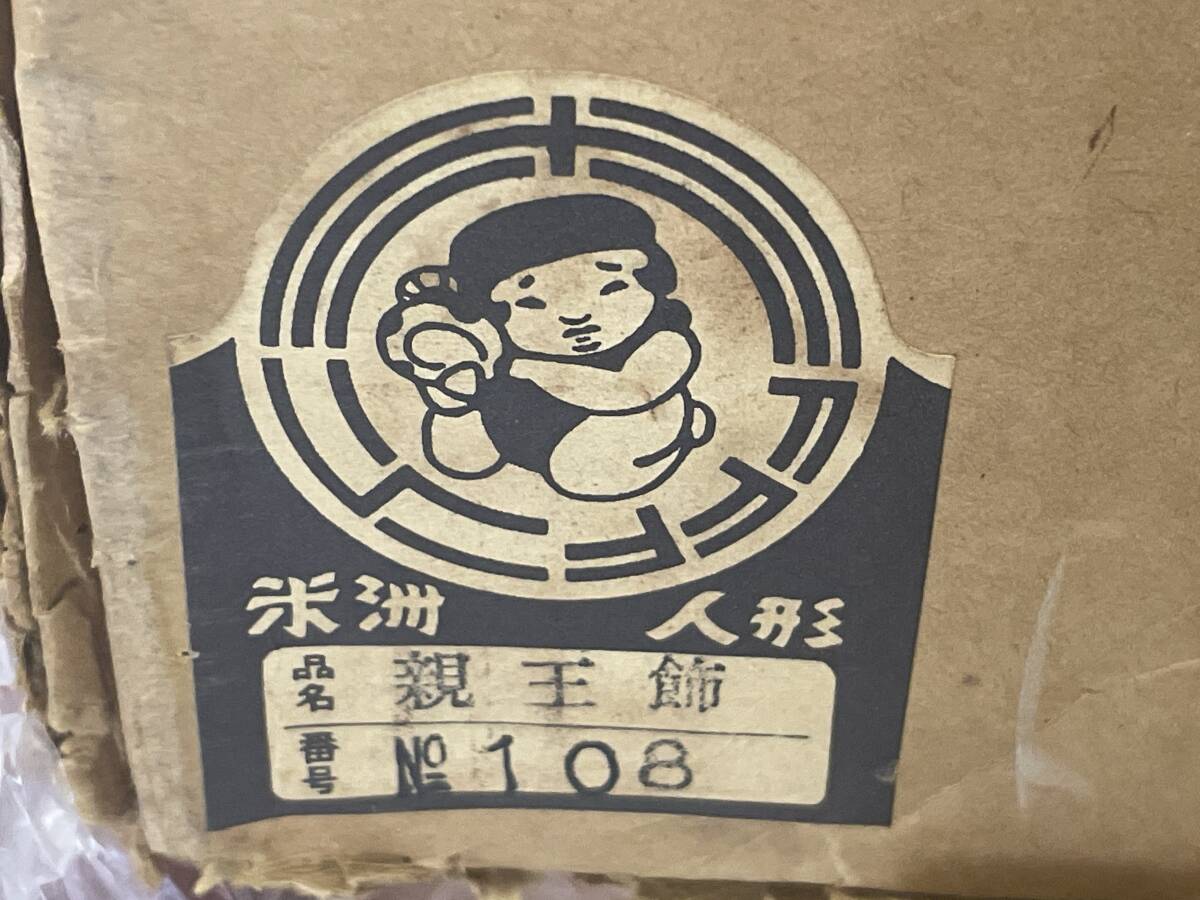 米洲 人形
品名 親王飾
番号 № 108